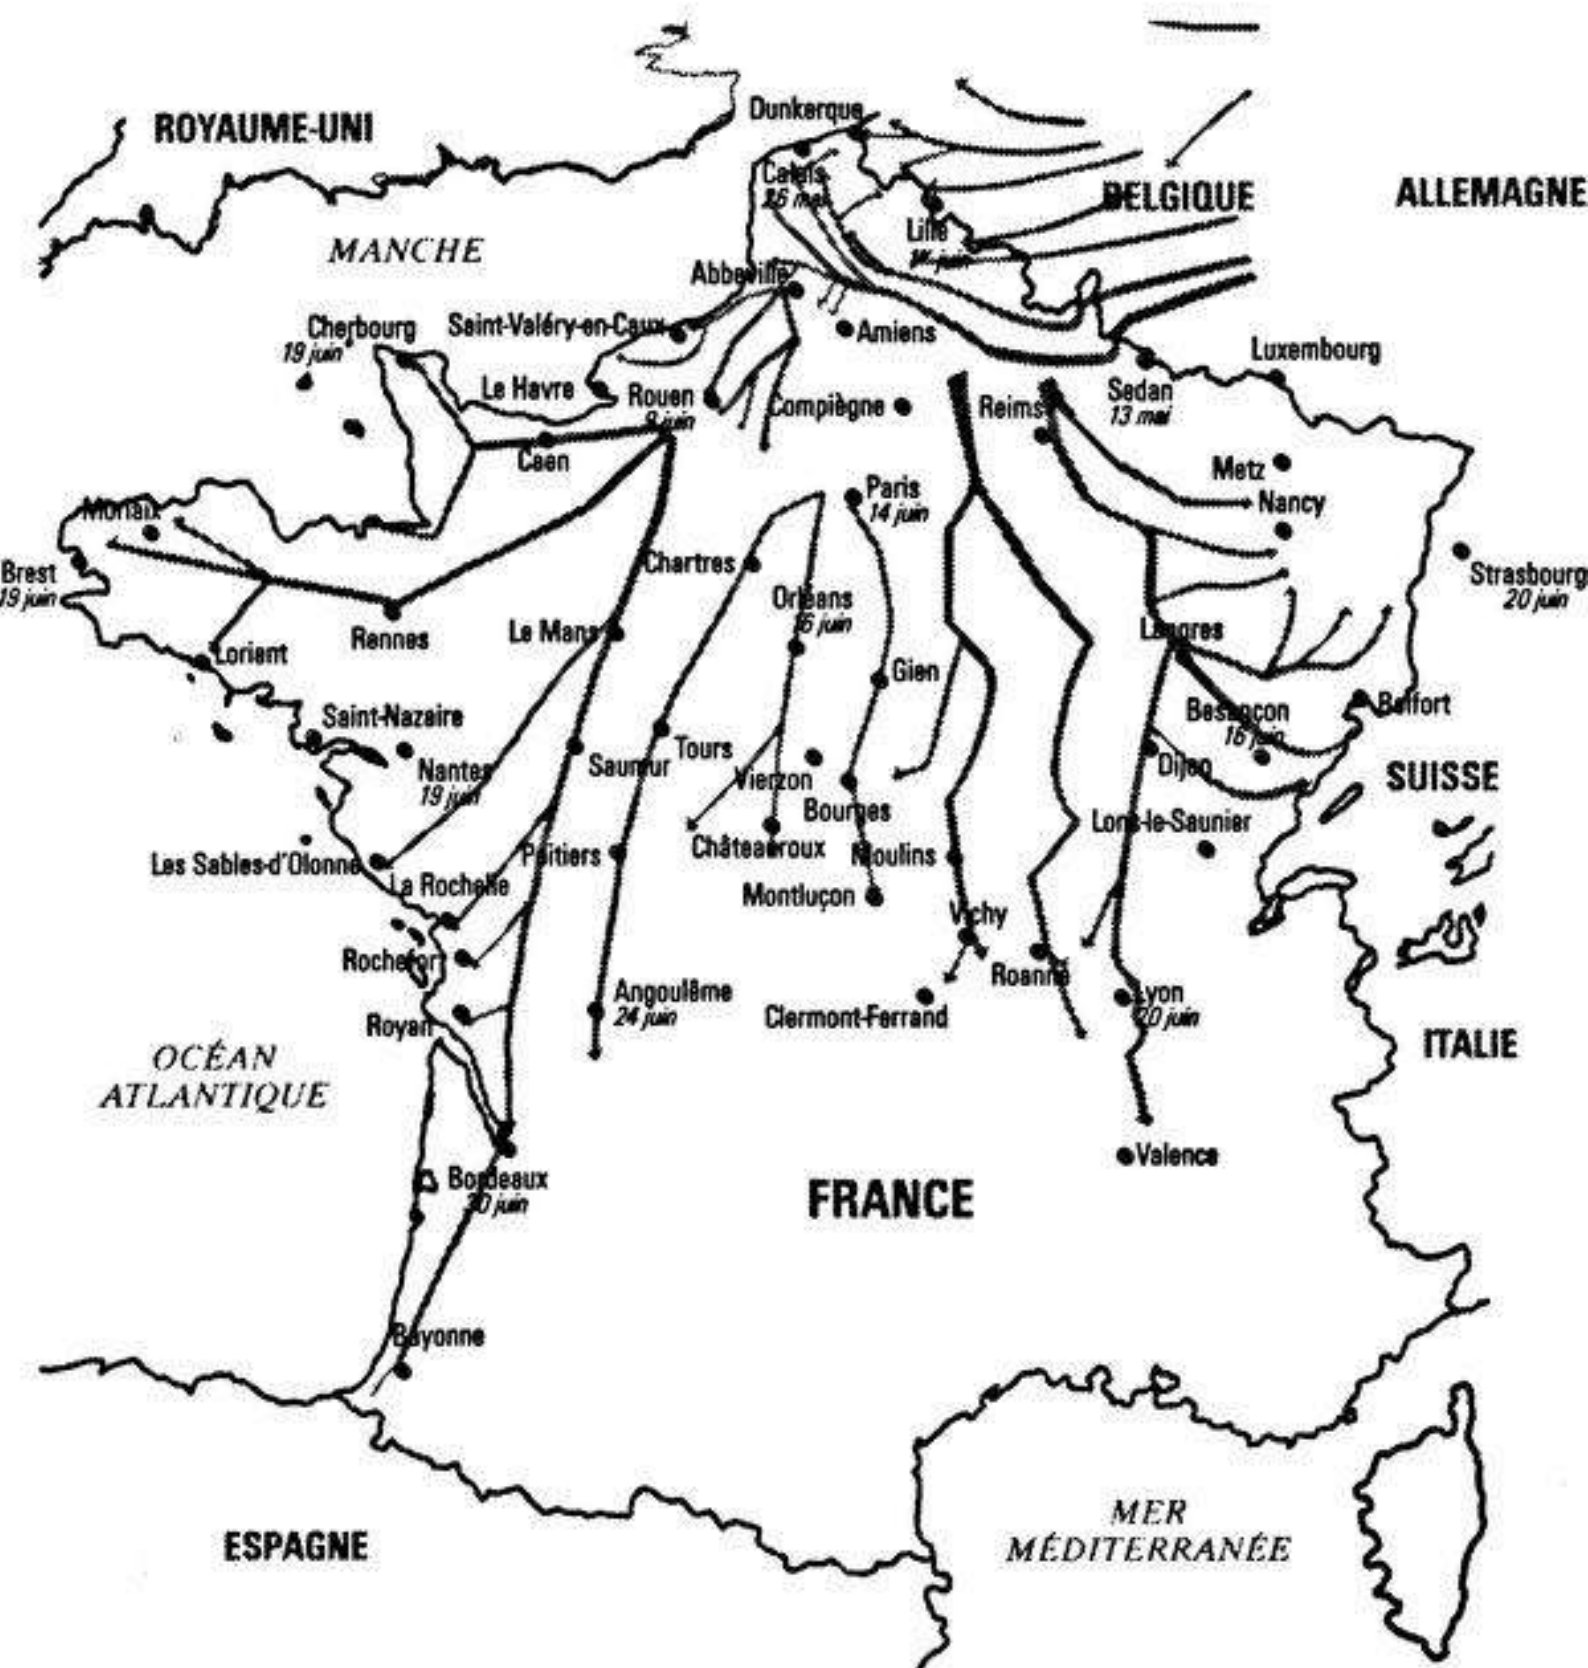 Dunkerque
ROYAUME-UNI
Calais
26 mai
BELGIQUE
ALLEMAGNE
MANCHE
Lille
Abbeville
Cherbourg
19 juin
Saint-Valéry-en-Caux
Amiens
Luxembourg
Le Havre
Rouen
9 juin
Compiègne
Reims
Sedan
13 mai
Caen
Metz
Nancy
Morlaix
Paris
14 juin
Brest
19 juin
Chartres
Strasbourg
20 juin
Orléans
16 juin
Rennes
Le Mans
Langres
Lorient
Gien
Belfort
Saint-Nazaire
Besançon
16 juin
Nantes
19 juin
Saumur
Tours
Vierzon
Dijon
SUISSE
Bourges
Lons-le-Saunier
Les Sables-d'Olonne
Poitiers
Châteauroux
Moulins
La Rochelle
Montluçon
Vichy
Rochefort
Roanne
Royan
Angoulême
24 juin
Clermont-Ferrand
Lyon
20 juin
OCÉAN
ATLANTIQUE
ITALIE
Valence
Bordeaux
30 juin
FRANCE
Bayonne
ESPAGNE
MER
MÉDITERRANÉE